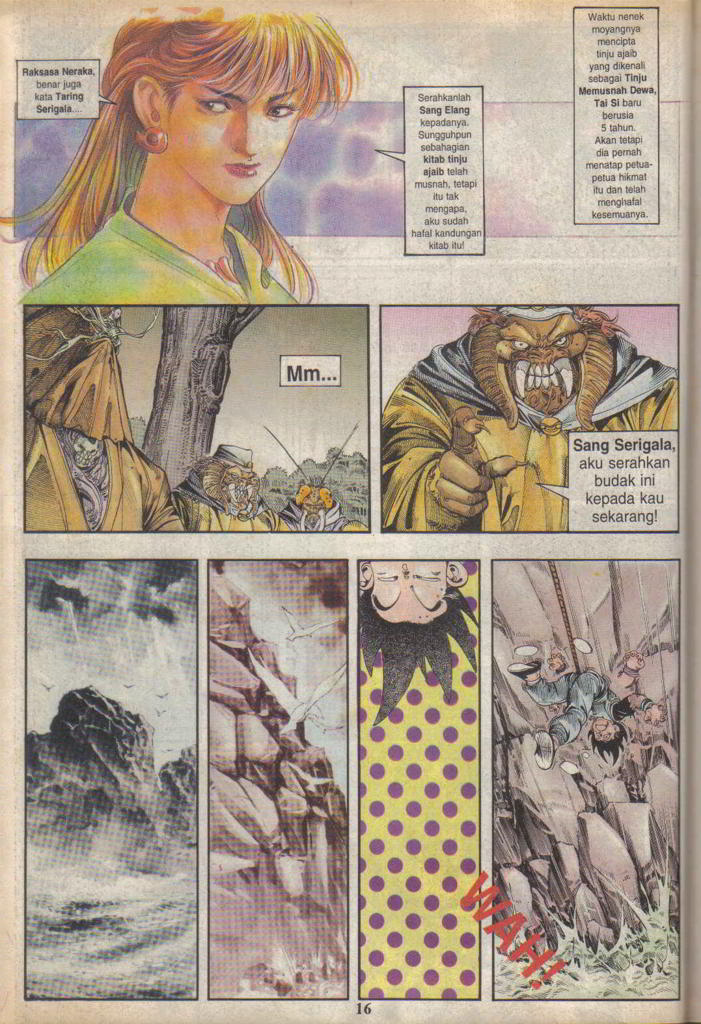 Raksasa Neraka,
benar juga
kata Taring
Serigala....
Serahkanlah
Sang Elang
kepadanya.
Sungguhpun
sebahagian
kitab tinju
ajaib telah
musnah, tetapi
itu tak
mengapa,
aku sudah
hafal kandungan
kitab itu!
Waktu nenek
moyangnya
mencipta
tinju ajaib
yang dikenali
sebagai Tinju
Memusnah Dewa,
Tai Si baru
berusia
5 tahun.
Akan tetapi
dia pernah
menatap petua-
petua hikmat
itu dan telah
menghafal
kesemuanya.
Mm...
Sang Serigala,
aku serahkan
budak ini
kepada kau
sekarang!
WAH!
16